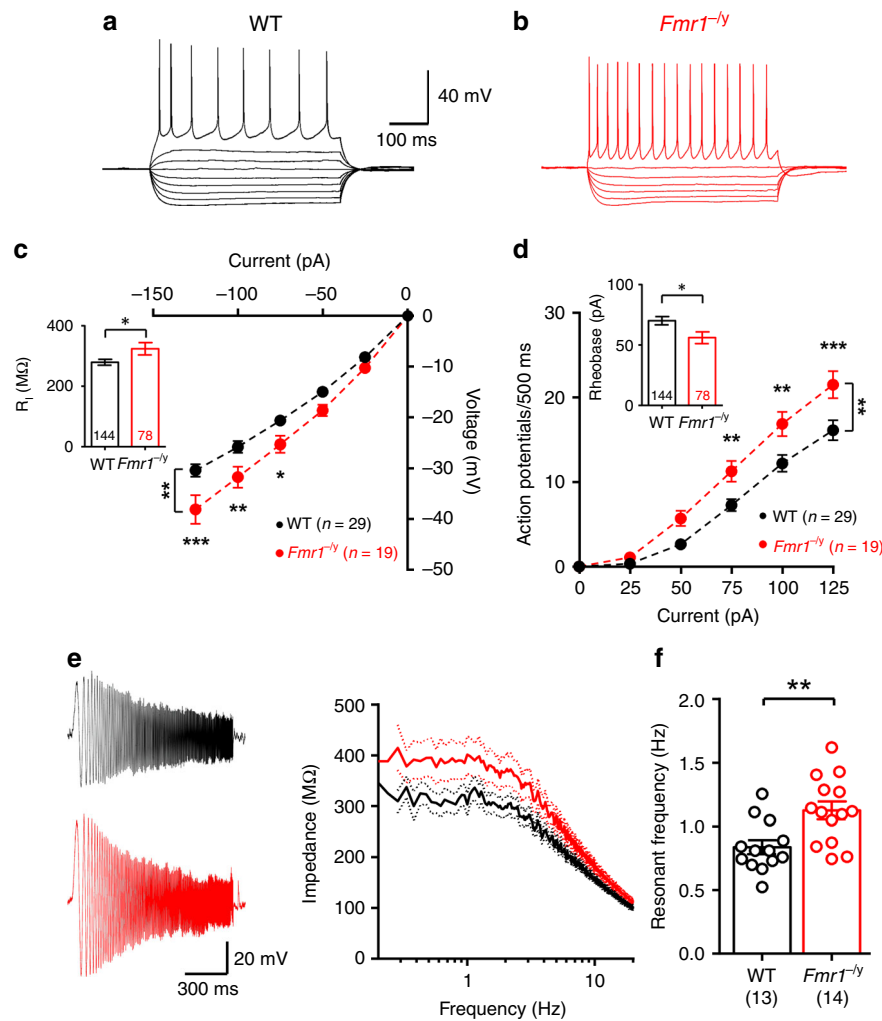 a
WT
b
Fmr1⁻/ʸ
40 mV
100 ms
c
Current (pA)
−150
−100
−50
0
0
−10
−20
−30
−40
−50
Voltage (mV)
400
200
0
R_I (MΩ)
*
144
78
WT
Fmr1⁻/ʸ
**
***
**
*
WT (n = 29)
Fmr1⁻/ʸ (n = 19)
d
30
20
10
0
Action potentials/500 ms
100
50
0
Rheobase (pA)
*
144
78
WT
Fmr1⁻/ʸ
**
**
***
**
WT (n = 29)
Fmr1⁻/ʸ (n = 19)
0
25
50
75
100
125
Current (pA)
e
20 mV
300 ms
500
400
300
200
100
0
Impedance (MΩ)
1
10
Frequency (Hz)
f
2.0
1.5
1.0
0.5
0.0
Resonant frequency (Hz)
**
WT
(13)
Fmr1⁻/ʸ
(14)